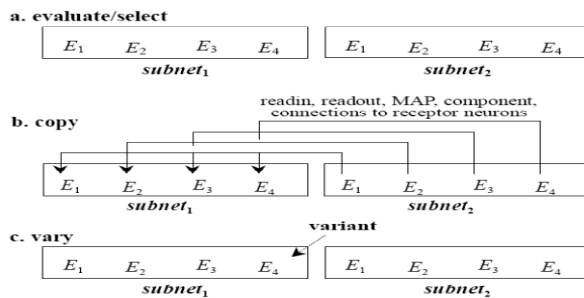 a. evaluate/select
E1 E2 E3 E4 E1 E2 E3 E4
subnet1 subnet2
readin, readout, MAP, component,
b. copy connections to receptor neurons
E1 E2 E3 E4 E1 E2 E3 E4
subnet1 subnet2
c. vary variant
E1 E2 E3 E4 E1 E2 E3 E4
subnet1 subnet2